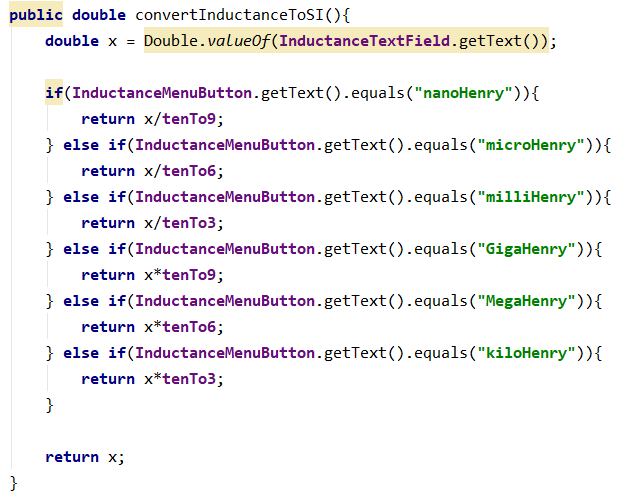 public double convertInductanceToSI(){
    double x = Double.valueOf(InductanceTextField.getText());

    if(InductanceMenuButton.getText().equals("nanoHenry")){
        return x/tenTo9;
    } else if(InductanceMenuButton.getText().equals("microHenry")){
        return x/tenTo6;
    } else if(InductanceMenuButton.getText().equals("milliHenry")){
        return x/tenTo3;
    } else if(InductanceMenuButton.getText().equals("GigaHenry")){
        return x*tenTo9;
    } else if(InductanceMenuButton.getText().equals("MegaHenry")){
        return x*tenTo6;
    } else if(InductanceMenuButton.getText().equals("kiloHenry")){
        return x*tenTo3;
    }

    return x;
}